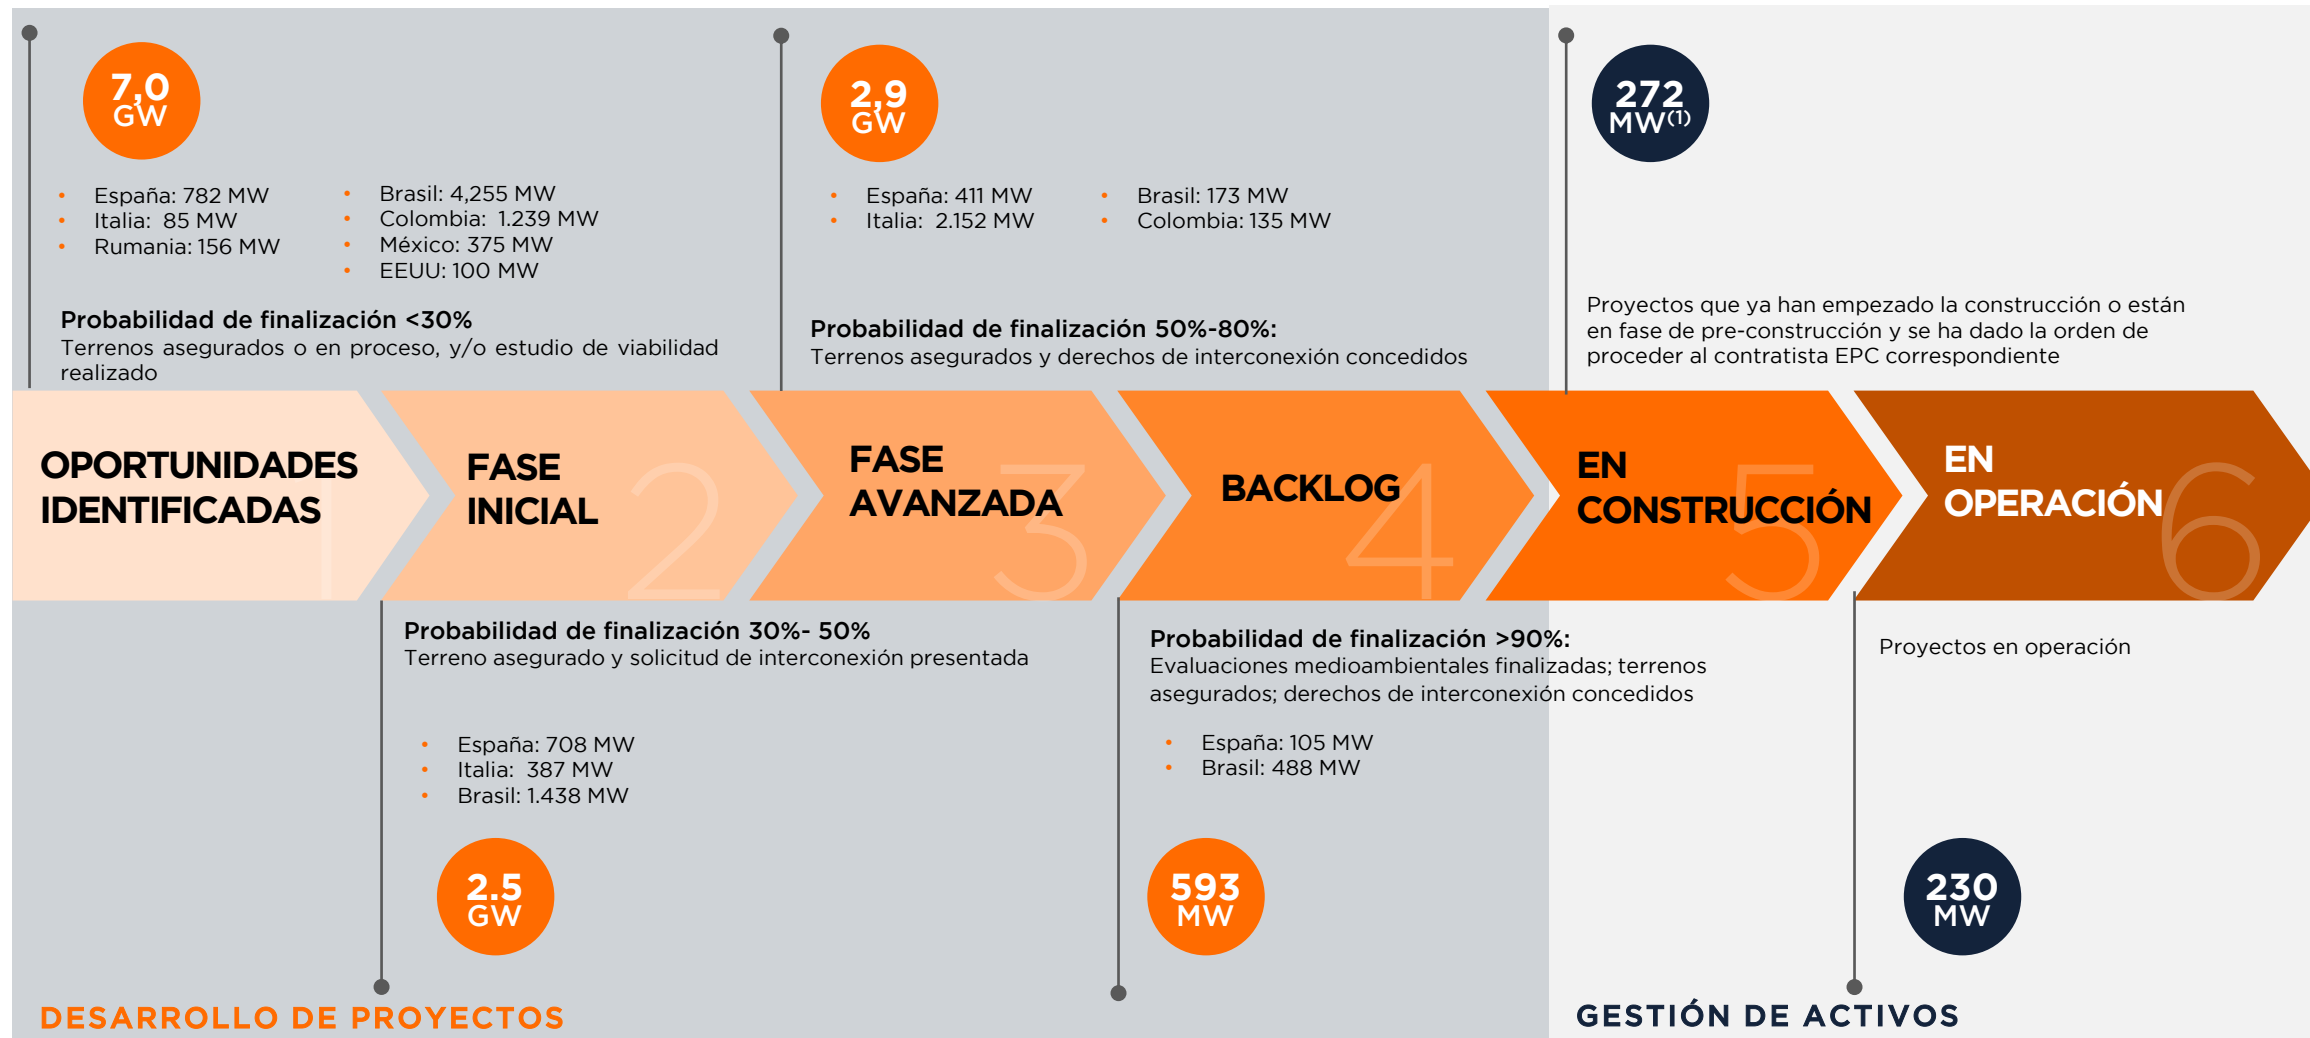 7,0
GW
España: 782 MW
Italia: 85 MW
Rumania: 156 MW
Brasil: 4,255 MW
Colombia: 1.239 MW
México: 375 MW
EEUU: 100 MW
Probabilidad de finalización <30%
Terrenos asegurados o en proceso, y/o estudio de viabilidad
realizado
2,9
GW
España: 411 MW
Italia: 2.152 MW
Brasil: 173 MW
Colombia: 135 MW
Probabilidad de finalización 50%-80%:
Terrenos asegurados y derechos de interconexión concedidos
272
MW(1)
Proyectos que ya han empezado la construcción o están
en fase de pre-construcción y se ha dado la orden de
proceder al contratista EPC correspondiente
OPORTUNIDADES
IDENTIFICADAS
1
FASE
INICIAL
2
FASE
AVANZADA
3
BACKLOG
4
EN
CONSTRUCCIÓN
5
EN
OPERACIÓN
6
Probabilidad de finalización 30%- 50%
Terreno asegurado y solicitud de interconexión presentada
España: 708 MW
Italia: 387 MW
Brasil: 1.438 MW
2.5
GW
Probabilidad de finalización >90%:
Evaluaciones medioambientales finalizadas; terrenos
asegurados; derechos de interconexión concedidos
España: 105 MW
Brasil: 488 MW
593
MW
Proyectos en operación
230
MW
DESARROLLO DE PROYECTOS
GESTIÓN DE ACTIVOS